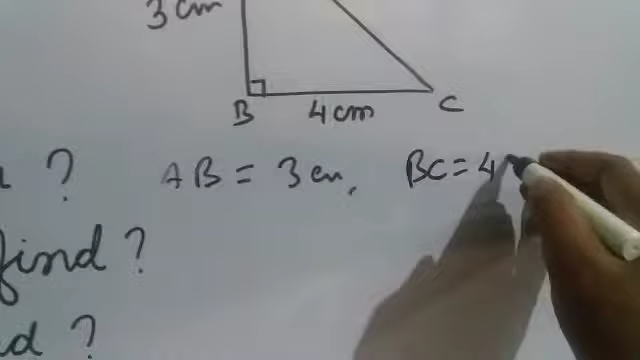 3 cm
B 4 cm C
? AB = 3 cm, BC = 4
find ?
?